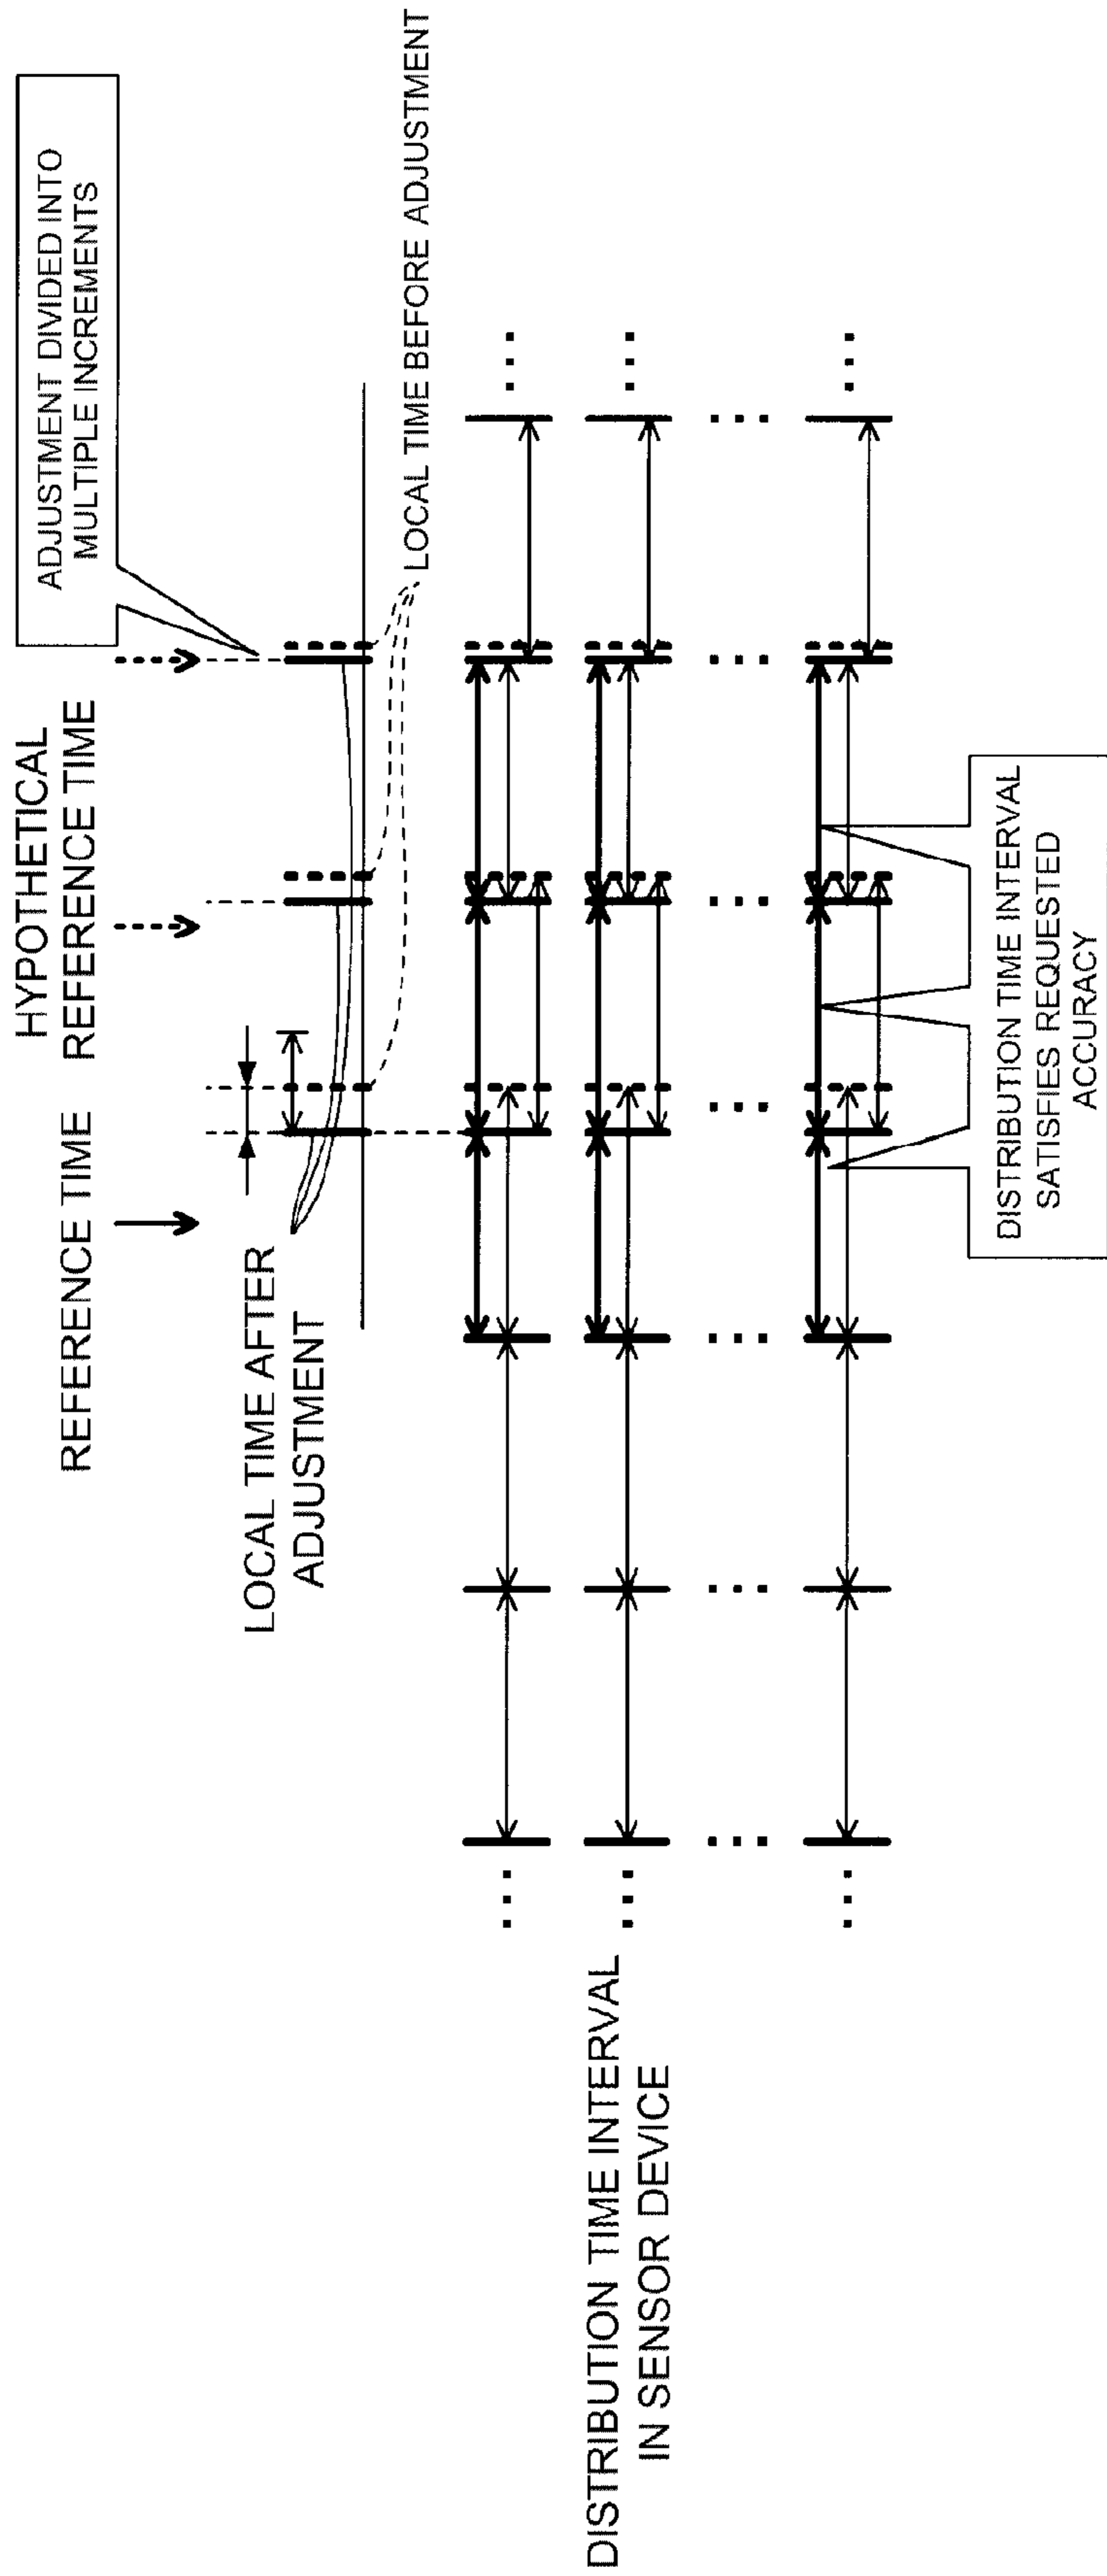 ADJUSTMENT DIVIDED INTO
MULTIPLE INCREMENTS
HYPOTHETICAL
REFERENCE TIME
REFERENCE TIME
LOCAL TIME AFTER
ADJUSTMENT
LOCAL TIME BEFORE ADJUSTMENT
DISTRIBUTION TIME INTERVAL
IN SENSOR DEVICE
DISTRIBUTION TIME INTERVAL
SATISFIES REQUESTED
ACCURACY